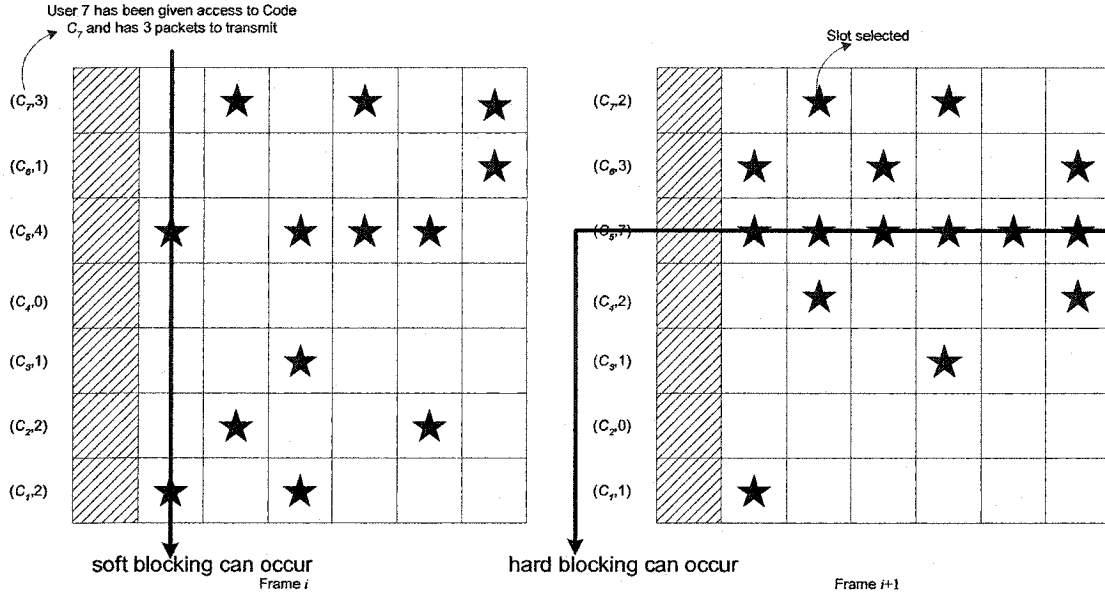 User 7 has been given access to Code
C7 and has 3 packets to transmit
Slot selected
(C7,3)
(C6,1)
(C5,4)
(C4,0)
(C3,1)
(C2,2)
(C1,2)
(C7,2)
(C6,3)
(C5,7)
(C4,2)
(C3,1)
(C2,0)
(C1,1)
soft blocking can occur
Frame i
hard blocking can occur
Frame i+1